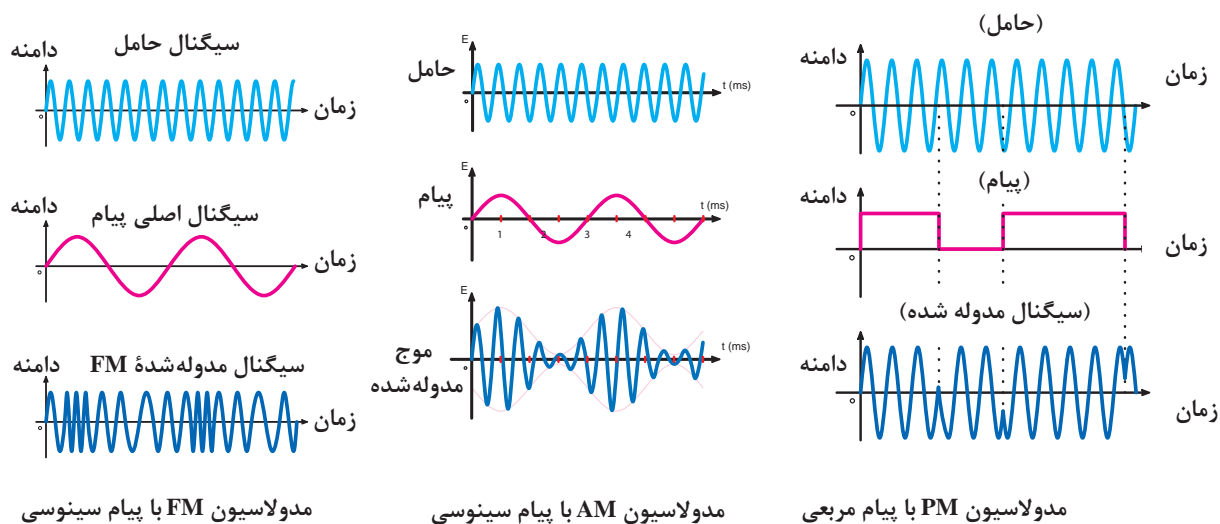 (حامل)
دامنه
زمان
°
(پیام)
دامنه
زمان
°
(سیگنال مدوله شده)
دامنه
زمان
°
مدولاسیون PM با پیام مربعی
E
حامل
t (ms)
°
E
پیام
t (ms)
°
1 2 3 4
E
موج
مدوله‌شده
t (ms)
°
مدولاسیون AM با پیام سینوسی
سیگنال حامل
دامنه
زمان
°
سیگنال اصلی پیام
دامنه
زمان
°
سیگنال مدوله‌شدۀ FM
دامنه
زمان
°
مدولاسیون FM با پیام سینوسی